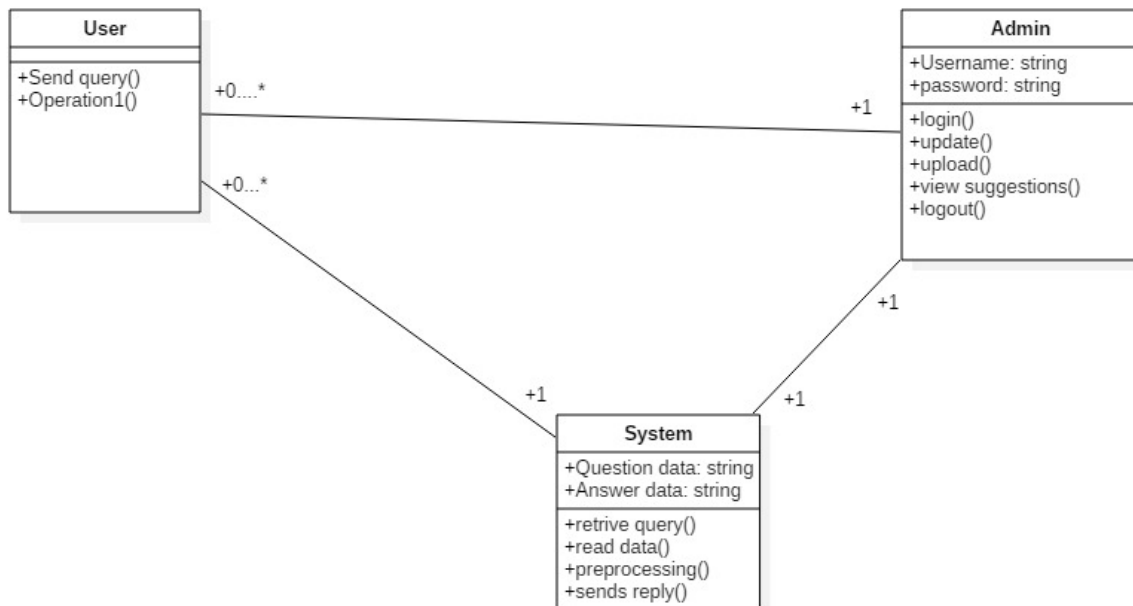 User
+Send query()
+Operation1()
+0....*
+0...*
Admin
+Username: string
+password: string
+login()
+update()
+upload()
+view suggestions()
+logout()
+1
+1
+1
+1
System
+Question data: string
+Answer data: string
+retrive query()
+read data()
+preprocessing()
+sends reply()